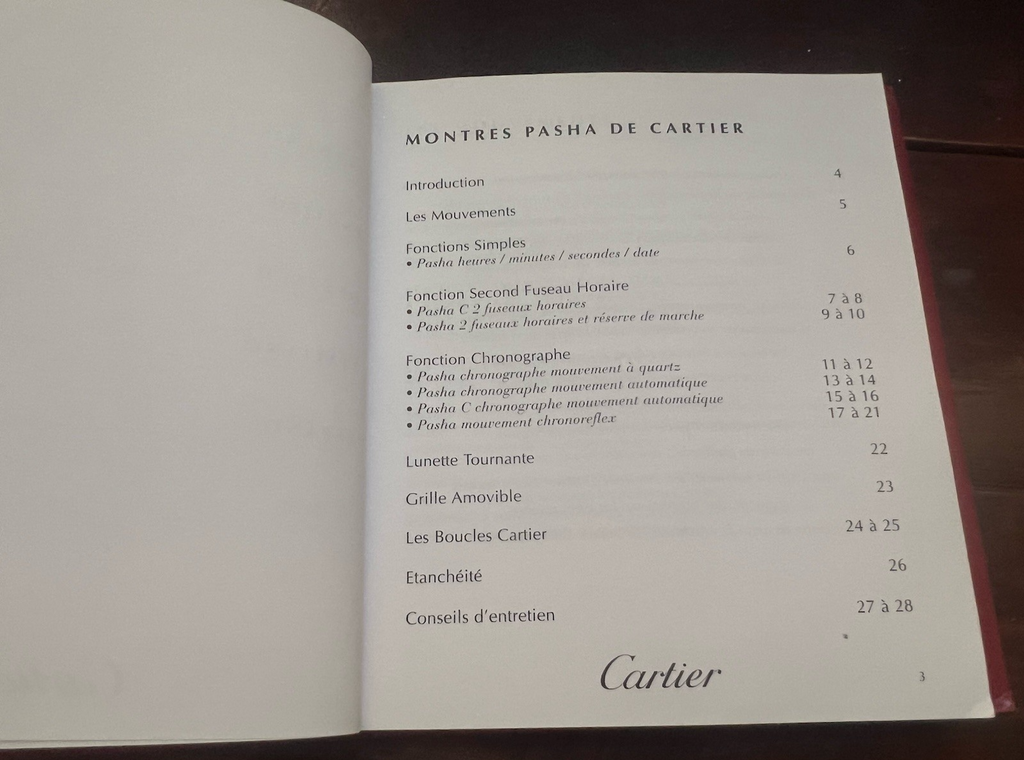 MONTRES PASHA DE CARTIER
Introduction 4
Les Mouvements 5
Fonctions Simples
• Pasha heures / minutes / secondes / date 6
Fonction Second Fuseau Horaire
• Pasha C 2 fuseaux horaires 7 à 8
• Pasha 2 fuseaux horaires et réserve de marche 9 à 10
Fonction Chronographe
• Pasha chronographe mouvement à quartz 11 à 12
• Pasha chronographe mouvement automatique 13 à 14
• Pasha C chronographe mouvement automatique 15 à 16
• Pasha mouvement chronoreflex 17 à 21
Lunette Tournante 22
Grille Amovible 23
Les Boucles Cartier 24 à 25
Etanchéité 26
Conseils d'entretien 27 à 28
Cartier
3